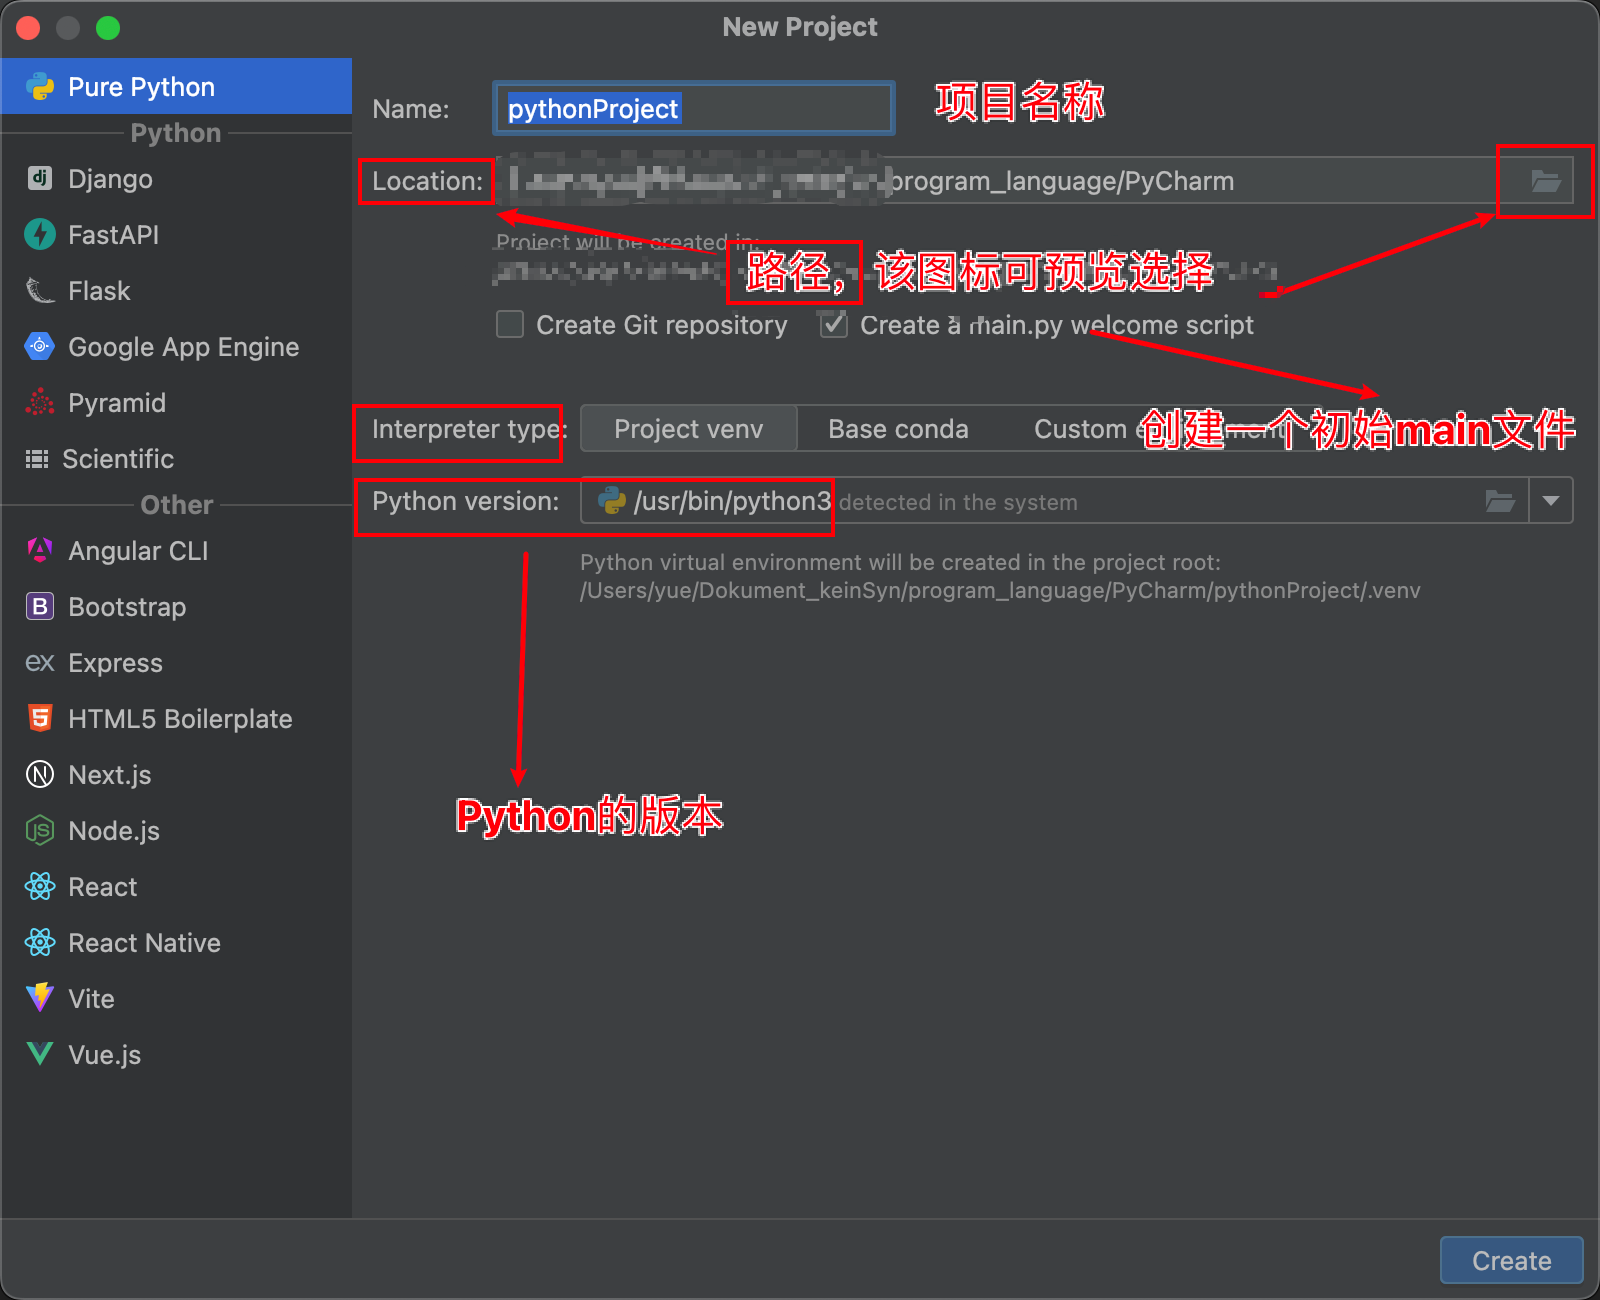 New Project
Pure Python
Python
Django
FastAPI
Flask
Google App Engine
Pyramid
Scientific
Other
Angular CLI
Bootstrap
Express
HTML5 Boilerplate
Next.js
Node.js
React
React Native
Vite
Vue.js
Name: pythonProject 项目名称
Location: program_language/PyCharm
Project will be created in:
路径， 该图标可预览选择
Create Git repository Create a main.py welcome script
Interpreter type: Project venv Base conda Custom
创建一个初始main文件
Python version: /usr/bin/python3 detected in the system
Python virtual environment will be created in the project root:
/Users/yue/Dokument_keinSyn/program_language/PyCharm/pythonProject/.venv
Python的版本
Create